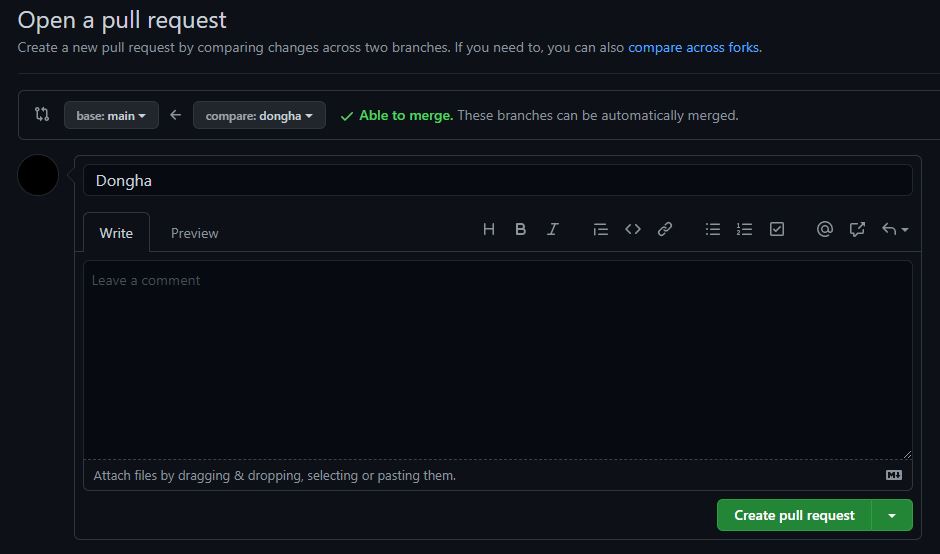 Open a pull request
Create a new pull request by comparing changes across two branches. If you need to, you can also compare across forks.
base: main compare: dongha Able to merge. These branches can be automatically merged.
Dongha
Write Preview H B I @
Leave a comment
Attach files by dragging & dropping, selecting or pasting them. M
Create pull request